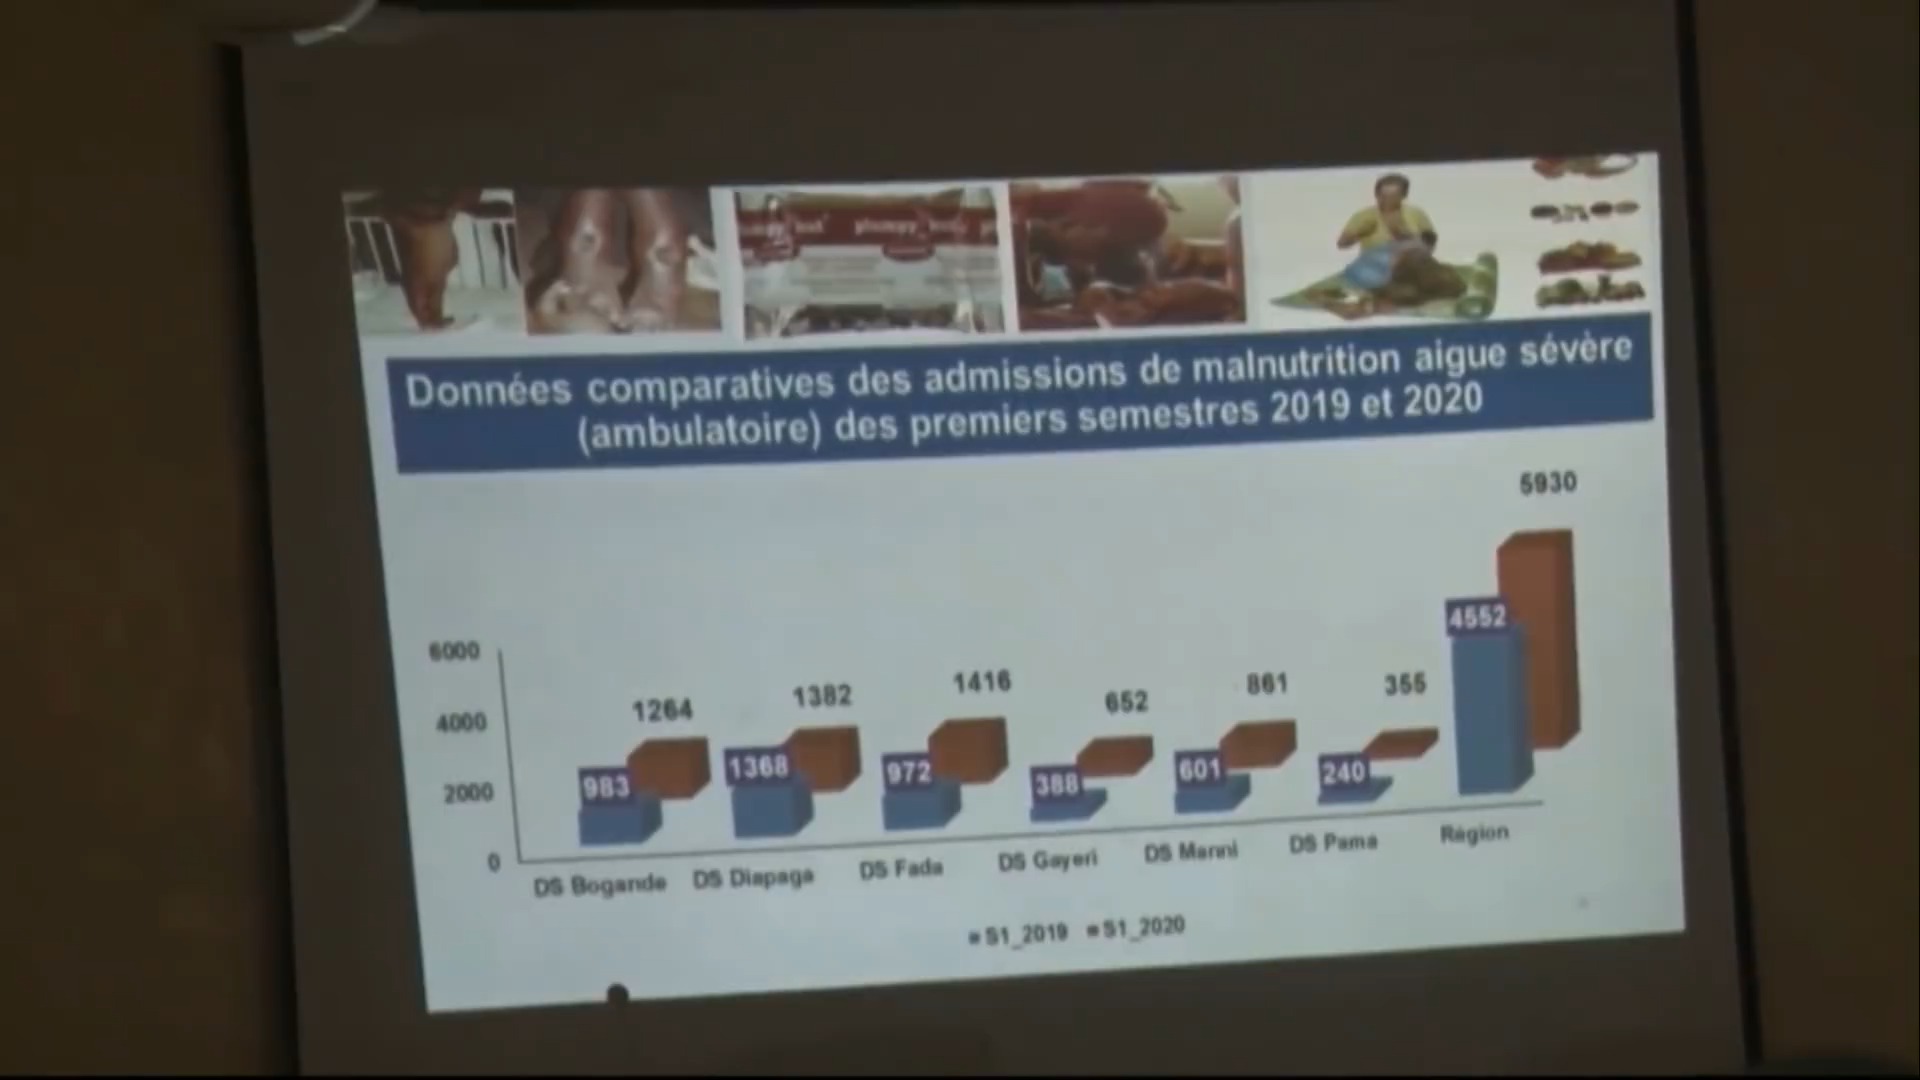 plumpy'nut
Données comparatives des admissions de malnutrition aigue sévère
(ambulatoire) des premiers semestres 2019 et 2020
5930
4552
6000
4000
2000
0
1264
1382
1416
652
861
355
983
1368
972
388
601
240
DS Bogande
DS Diapaga
DS Fada
DS Gayeri
DS Manni
DS Pama
Région
S1_2019 S1_2020